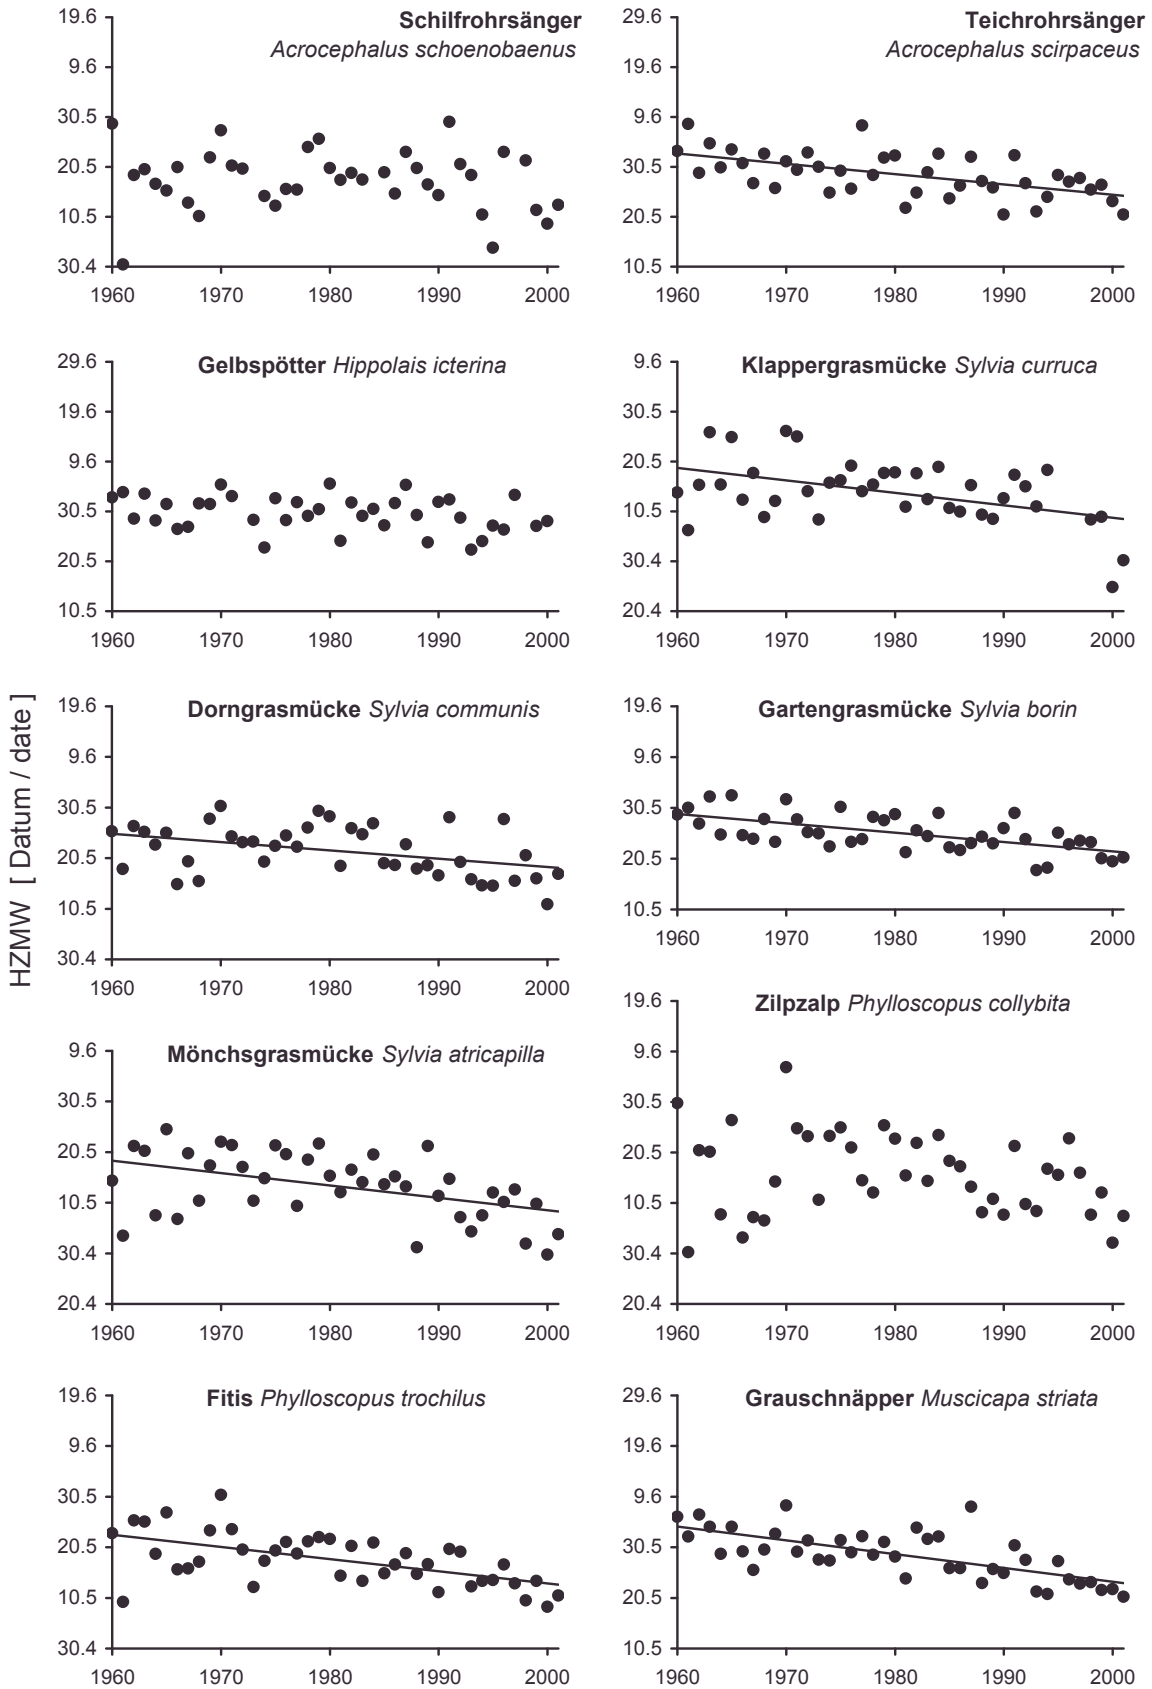 HZMW [ Datum / date ]
Schilfrohrsänger
Acrocephalus schoenobaenus
19.6
9.6
30.5
20.5
10.5
30.4
1960 1970 1980 1990 2000
Teichrohrsänger
Acrocephalus scirpaceus
29.6
19.6
9.6
30.5
20.5
10.5
1960 1970 1980 1990 2000
Gelbspötter Hippolais icterina
29.6
19.6
9.6
30.5
20.5
10.5
1960 1970 1980 1990 2000
Klappergrasmücke Sylvia curruca
9.6
30.5
20.5
10.5
30.4
20.4
1960 1970 1980 1990 2000
Dorngrasmücke Sylvia communis
19.6
9.6
30.5
20.5
10.5
30.4
1960 1970 1980 1990 2000
Gartengrasmücke Sylvia borin
19.6
9.6
30.5
20.5
10.5
1960 1970 1980 1990 2000
Mönchsgrasmücke Sylvia atricapilla
9.6
30.5
20.5
10.5
30.4
20.4
1960 1970 1980 1990 2000
Zilpzalp Phylloscopus collybita
19.6
9.6
30.5
20.5
10.5
30.4
20.4
1960 1970 1980 1990 2000
Fitis Phylloscopus trochilus
19.6
9.6
30.5
20.5
10.5
30.4
1960 1970 1980 1990 2000
Grauschnäpper Muscicapa striata
29.6
19.6
9.6
30.5
20.5
10.5
1960 1970 1980 1990 2000